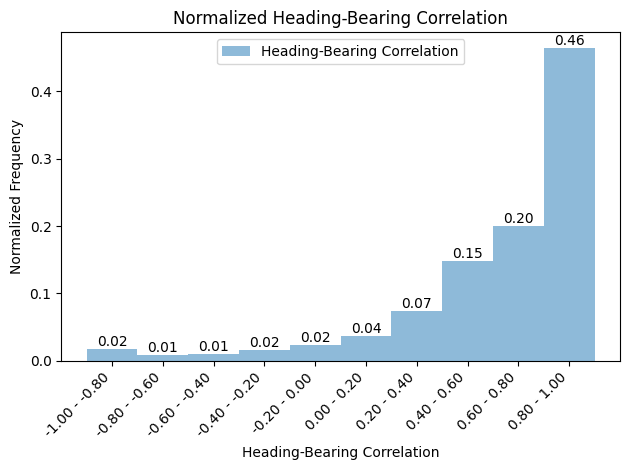 Normalized Heading-Bearing Correlation
Heading-Bearing Correlation
Normalized Frequency
0.4
0.3
0.2
0.1
0.0
0.02
0.01
0.01
0.02
0.02
0.04
0.07
0.15
0.20
0.46
-1.00 - -0.80
-0.80 - -0.60
-0.60 - -0.40
-0.40 - -0.20
-0.20 - 0.00
0.00 - 0.20
0.20 - 0.40
0.40 - 0.60
0.60 - 0.80
0.80 - 1.00
Heading-Bearing Correlation